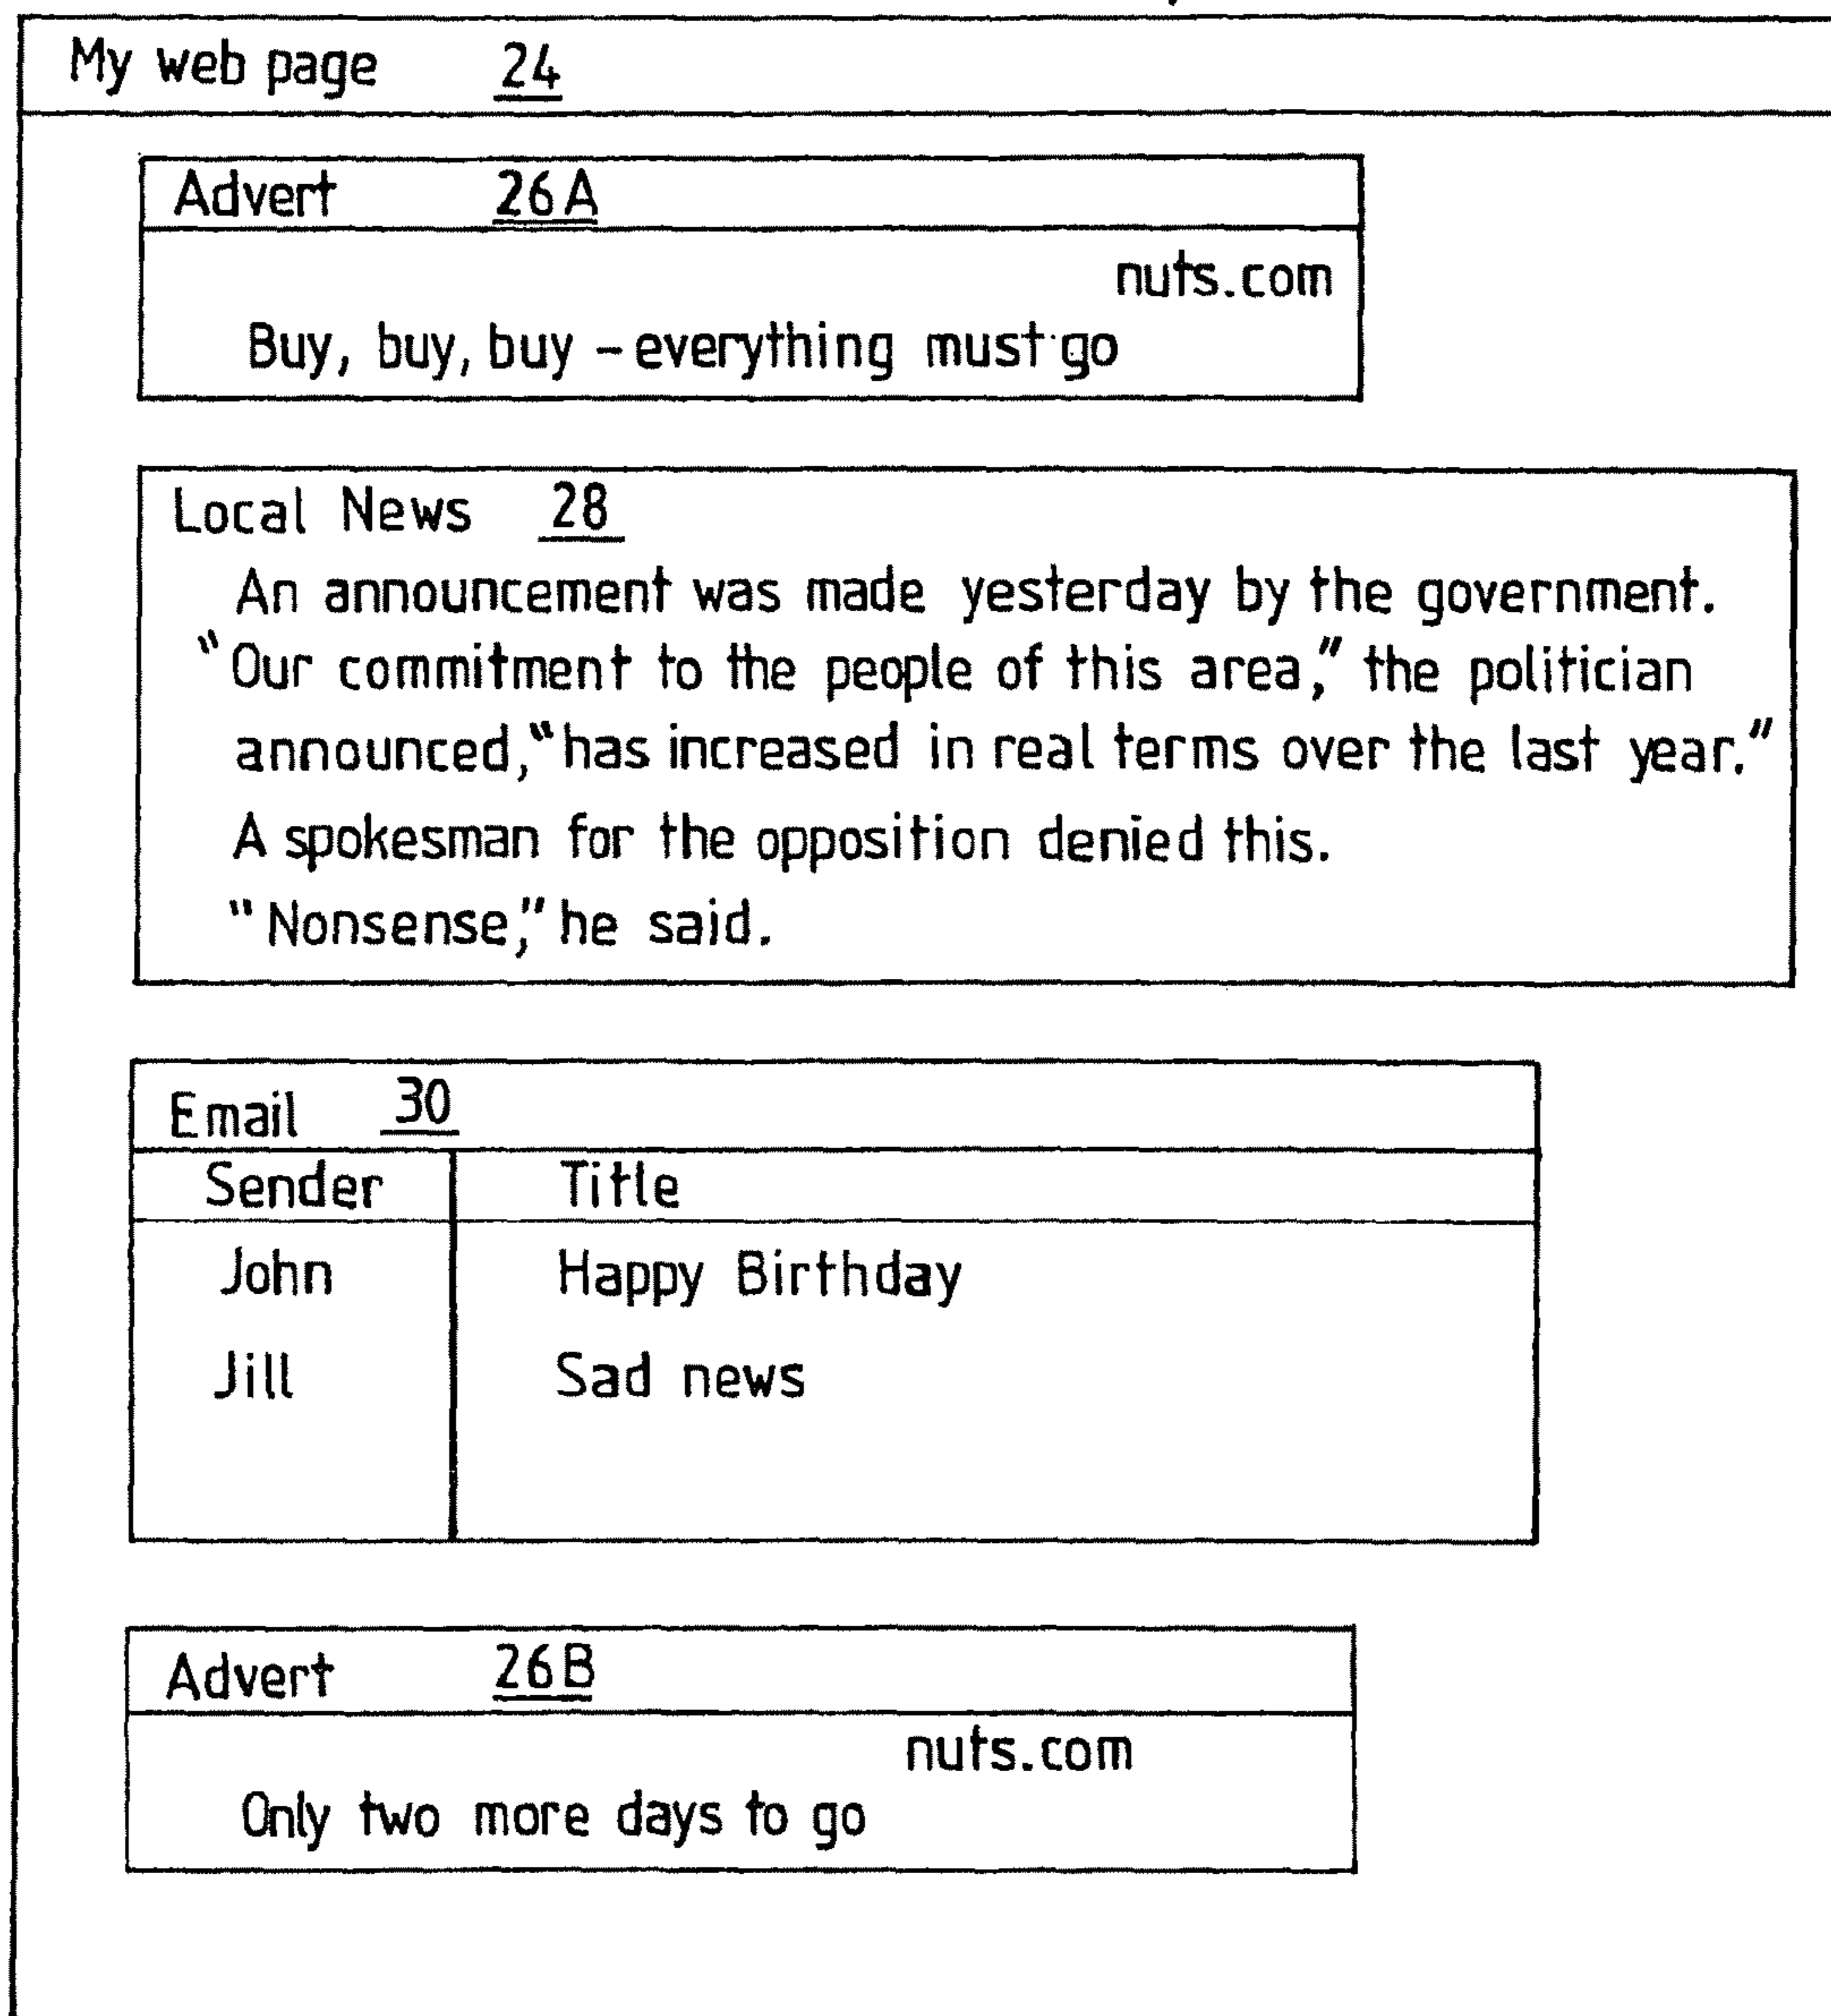 My web page 24
Advert 26A
nuts.com
Buy, buy, buy – everything must go
Local News 28
An announcement was made yesterday by the government.
"Our commitment to the people of this area," the politician
announced, "has increased in real terms over the last year."
A spokesman for the opposition denied this.
"Nonsense," he said.
Email 30
Sender Title
John Happy Birthday
Jill Sad news
Advert 26B
nuts.com
Only two more days to go